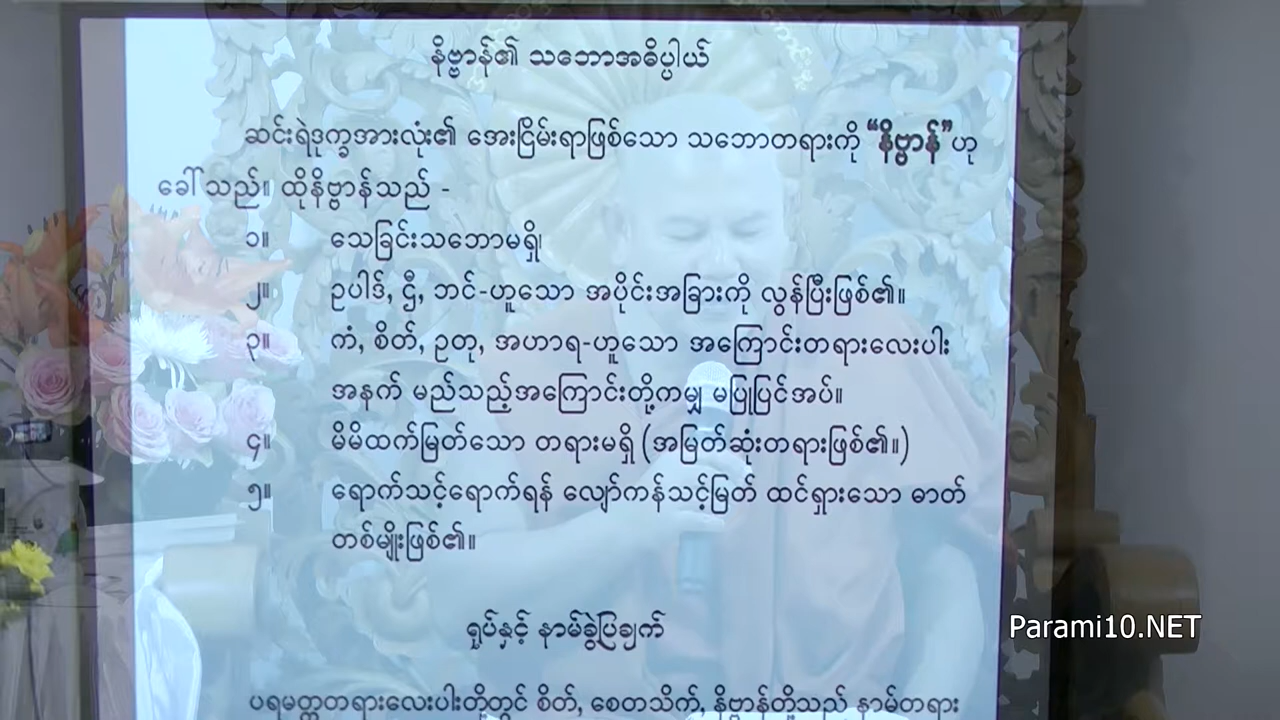 နိဗ္ဗာန်၏ သဘောအဓိပ္ပါယ်
ဆင်းရဲဒုက္ခအားလုံး၏ အေးငြိမ်းရာဖြစ်သော သဘောတရားကို “နိဗ္ဗာန်”ဟု
ခေါ်သည်။ ထိုနိဗ္ဗာန်သည် -
၁။ သေခြင်းသဘောမရှိ၊
၂။ ဥပါဒ်, ဌီ, ဘင်-ဟူသော အပိုင်းအခြားကို လွန်ပြီးဖြစ်၏။
၃။ ကံ, စိတ်, ဥတု, အဟာရ-ဟူသော အကြောင်းတရားလေးပါး
အနက် မည်သည့်အကြောင်းတို့ကမျှ မပြုပြင်အပ်။
၄။ မိမိထက်မြတ်သော တရားမရှိ (အမြတ်ဆုံးတရားဖြစ်၏။)
၅။ ရောက်သင့်ရောက်ရန် လျော်ကန်သင့်မြတ် ထင်ရှားသော ဓာတ်
တစ်မျိုးဖြစ်၏။
ရုပ်နှင့် နာမ်ခွဲပြချက်
Parami10.NET
ပရမတ္ထတရားလေးပါးတို့တွင် စိတ်, စေတသိက်, နိဗ္ဗာန်တို့သည် နာမ်တရား